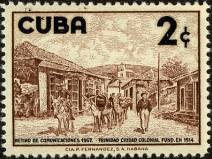 CUBA 2¢
RETIRO DE COMUNICACIONES 1957. - TRINIDAD CIUDAD COLONIAL FUND. EN 1514
CIA. P. FERNANDEZ, S. A. HABANA